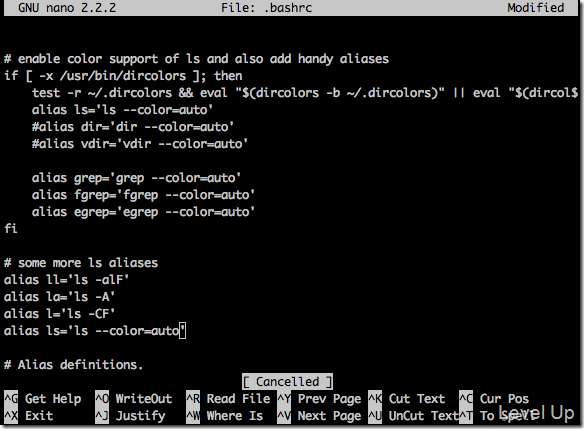 GNU nano 2.2.2 File: .bashrc Modified
# enable color support of ls and also add handy aliases
if [ -x /usr/bin/dircolors ]; then
    test -r ~/.dircolors && eval "$(dircolors -b ~/.dircolors)" || eval "$(dircol$
    alias ls='ls --color=auto'
    #alias dir='dir --color=auto'
    #alias vdir='vdir --color=auto'
    alias grep='grep --color=auto'
    alias fgrep='fgrep --color=auto'
    alias egrep='egrep --color=auto'
fi
# some more ls aliases
alias ll='ls -alF'
alias la='ls -A'
alias l='ls -CF'
alias ls='ls --color=auto'
# Alias definitions.
[ Cancelled ]
^G Get Help ^O WriteOut ^R Read File ^Y Prev Page ^K Cut Text ^C Cur Pos
^X Exit ^J Justify ^W Where Is ^V Next Page ^U UnCut Text ^T To Spell
Level Up